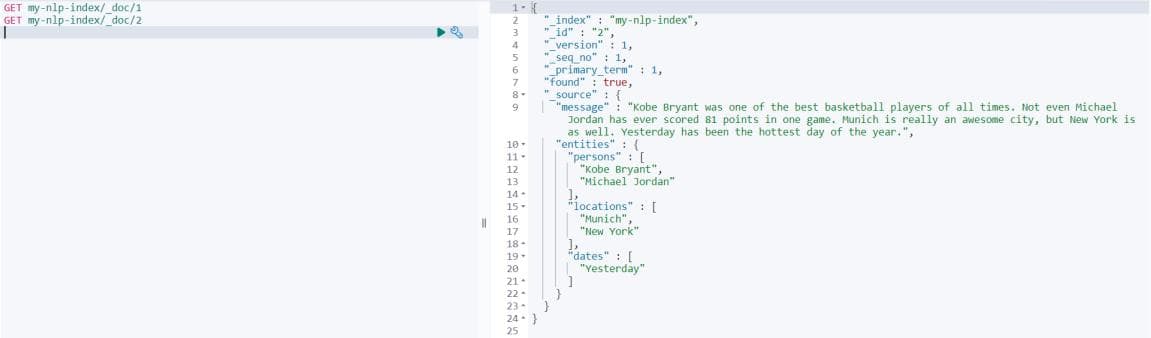 GET my-nlp-index/_doc/1
GET my-nlp-index/_doc/2
1 {
2 "_index" : "my-nlp-index",
3 "_id" : "2",
4 "_version" : 1,
5 "_seq_no" : 1,
6 "_primary_term" : 1,
7 "found" : true,
8 "_source" : {
9 "message" : "Kobe Bryant was one of the best basketball players of all times. Not even Michael
Jordan has ever scored 81 points in one game. Munich is really an awesome city, but New York is
as well. Yesterday has been the hottest day of the year.",
10 "entities" : {
11 "persons" : [
12 "Kobe Bryant",
13 "Michael Jordan"
14 ],
15 "locations" : [
16 "Munich",
17 "New York"
18 ],
19 "dates" : [
20 "Yesterday"
21 ]
22 }
23 }
24 }
25